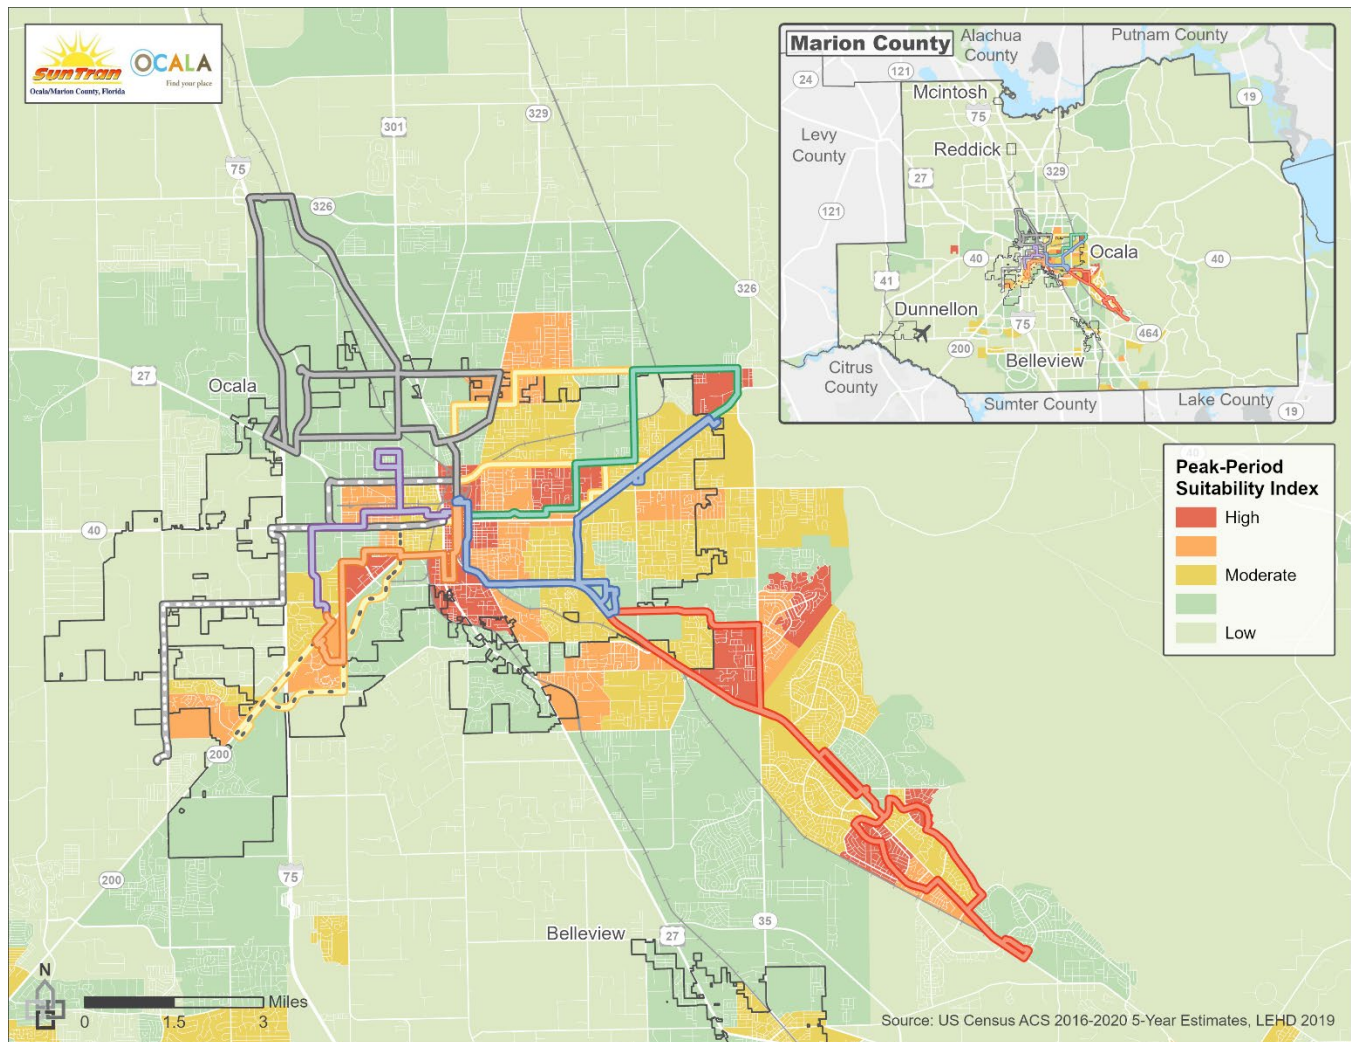 SunTran
Ocala/Marion County, Florida
OCALA
Find your place
Marion County
Alachua
County
Putnam County
24
121
Mcintosh
19
75
Levy
County
Reddick
27
329
121
Ocala
40
40
41
Dunnellon
75
464
200
Belleview
Citrus
County
Sumter County
Lake County
19
329
301
75
326
326
27
Ocala
40
40
Peak-Period
Suitability Index
High
Moderate
Low
200
200
75
35
Belleview
27
N
Miles
0
1.5
3
Source: US Census ACS 2016-2020 5-Year Estimates, LEHD 2019